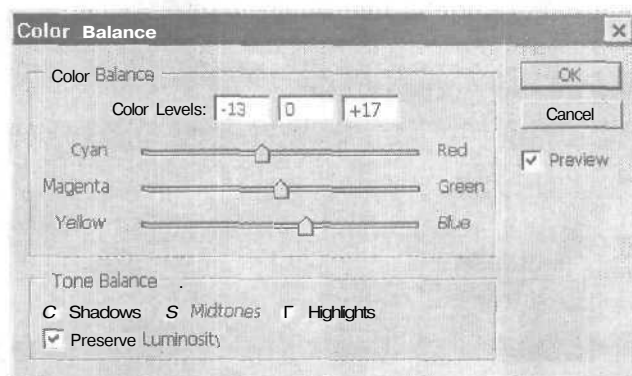 Color Balance
Color Balance
OK
Color Levels: -13 0 +17
Cancel
Cyan Red
Preview
Magenta Green
Yellow Blue
Tone Balance
C Shadows S Midtones Г Highlights
Preserve Luminosity